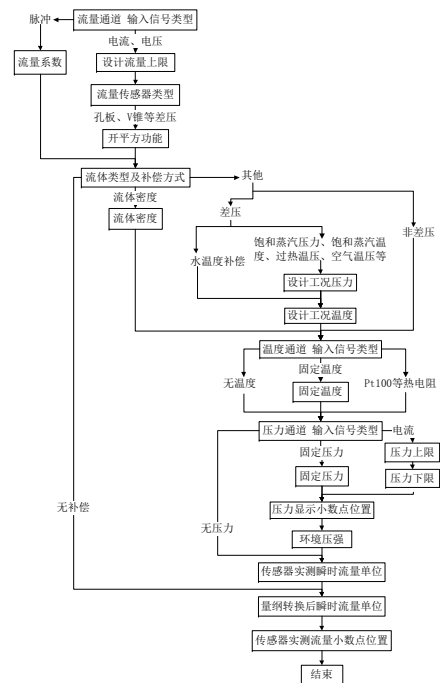 脉冲
流量通道 输入信号类型
电流、电压
流量系数
设计流量上限
流量传感器类型
孔板、V锥等差压
开平方功能
流体类型及补偿方式
其他
流体密度
流体密度
差压
非差压
水温度补偿
饱和蒸汽压力、饱和蒸汽温
度、过热温压、
空气温压等
设计工况压力
设计工况温度
温度通道 输入信号类型
无温度
固定温度
固定温度
Pt100等热电阻
压力通道 输入信号类型
电流
固定压力
固定压力
压力上限
压力下限
无补偿
无压力
压力显示小数点位置
环境压强
传感器实测瞬时流量单位
量纲转换后瞬时流量单位
传感器实测流量小数点位置
结束